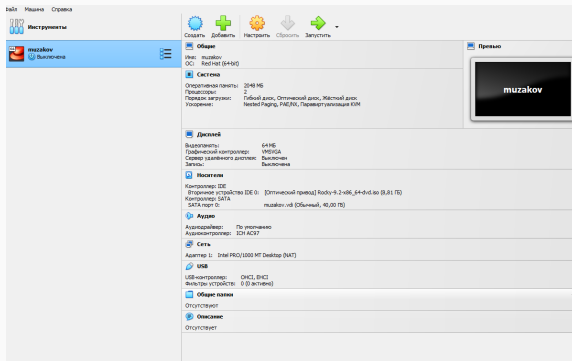 Файл Машина Справка
Инструменты
Создать Добавить Настроить Сбросить Запустить
muzakov
Выключена
Общие
Имя: muzakov
ОС: Red Hat (64-bit)
Превью
muzakov
Система
Оперативная память: 2048 МБ
Процессоры: 2
Порядок загрузки: Гибкий диск, Оптический диск, Жёсткий диск
Ускорение: Nested Paging, PAE/NX, Паравиртуализация KVM
Дисплей
Видеопамять: 64 МБ
Графический контроллер: VMSVGA
Сервер удалённого дисплея: Выключен
Запись: Выключена
Носители
Контроллер: IDE
Вторичное устройство IDE 0: [Оптический привод] Rocky-9.2-x86_64-dvd.iso (8,81 ГБ)
Контроллер: SATA
SATA порт 0: muzakov.vdi (Обычный, 40,00 ГБ)
Аудио
Аудиодрайвер: По умолчанию
Аудиоконтроллер: ICH AC97
Сеть
Адаптер 1: Intel PRO/1000 MT Desktop (NAT)
USB
USB-контроллер: OHCI, EHCI
Фильтры устройств: 0 (0 активно)
Общие папки
Отсутствуют
Описание
Отсутствует